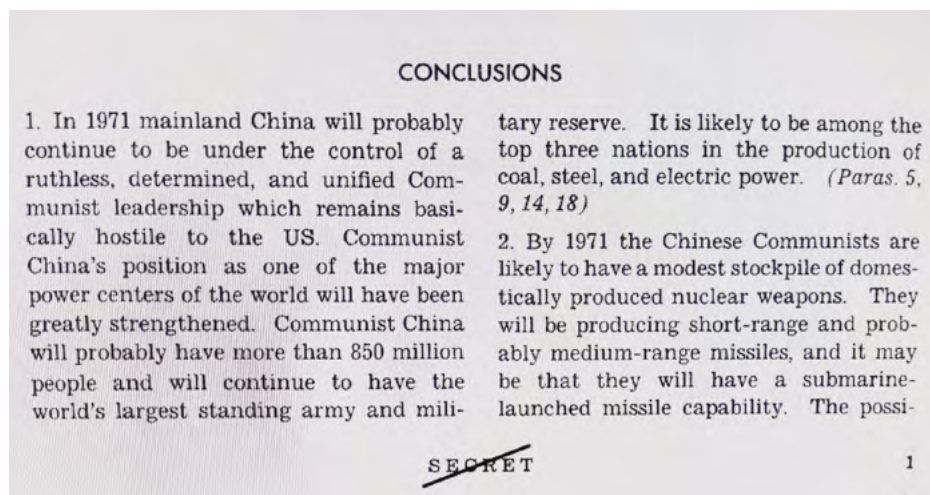 CONCLUSIONS
1. In 1971 mainland China will probably
continue to be under the control of a
ruthless, determined, and unified Com-
munist leadership which remains basi-
cally hostile to the US. Communist
China's position as one of the major
power centers of the world will have been
greatly strengthened. Communist China
will probably have more than 850 million
people and will continue to have the
world's largest standing army and mili-
tary reserve. It is likely to be among the
top three nations in the production of
coal, steel, and electric power. (Paras. 5,
9, 14, 18)
2. By 1971 the Chinese Communists are
likely to have a modest stockpile of domes-
tically produced nuclear weapons. They
will be producing short-range and prob-
ably medium-range missiles, and it may
be that they will have a submarine-
launched missile capability. The possi-
SECRET
1